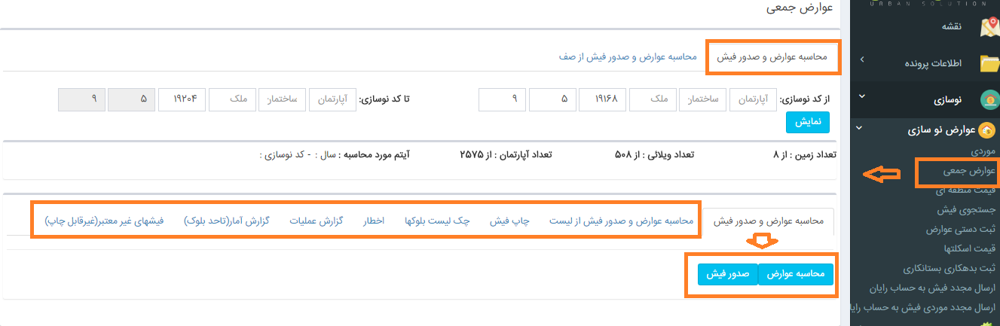 URBAN SOLUTION
نقشه
اطلاعات پرونده
نوسازی
عوارض نو سازی
موردی
عوارض جمعی
قیمت منطقه ای
جستجوی فیش
ثبت دستی عوارض
قیمت اسکلتها
ثبت بدهکاری بستانکاری
ارسال مجدد فیش به حساب رایان
ارسال مجدد موردی فیش به حساب رایا
عوارض جمعی
محاسبه عوارض و صدور فیش محاسبه عوارض و صدور فیش از صف
از کد نوسازی: آپارتمان ساختمان ملک ۱۹۱۶۸ ۵ ۹ تا کد نوسازی: آپارتمان ساختمان ملک ۱۹۲۰۴ ۵ ۹
نمایش
تعداد زمین : از ۸ تعداد ویلائی : از ۵۰۸ تعداد آپارتمان : از ۲۵۷۵ آیتم مورد محاسبه : سال : - کد نوسازی :
محاسبه عوارض و صدور فیش محاسبه عوارض و صدور فیش از لیست چاپ فیش چک لیست بلوکها اخطار گزارش عملیات گزارش آمار(تاحد بلوک) فیشهای غیر معتبر(غیرقابل چاپ)
محاسبه عوارض صدور فیش